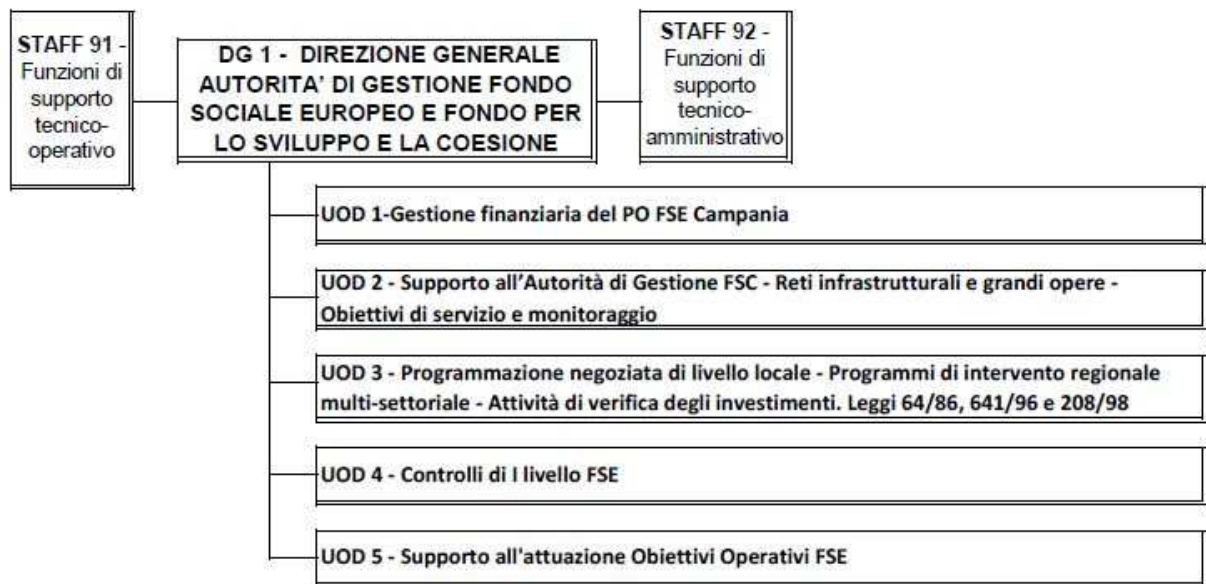 STAFF 91 -
Funzioni di
supporto
tecnico-
operativo
DG 1 - DIREZIONE GENERALE
AUTORITA' DI GESTIONE FONDO
SOCIALE EUROPEO E FONDO PER
LO SVILUPPO E LA COESIONE
STAFF 92 -
Funzioni di
supporto
tecnico-
amministrativo
UOD 1-Gestione finanziaria del PO FSE Campania
UOD 2 - Supporto all'Autorità di Gestione FSC - Reti infrastrutturali e grandi opere -
Obiettivi di servizio e monitoraggio
UOD 3 - Programmazione negoziata di livello locale - Programmi di intervento regionale
multi-settoriale - Attività di verifica degli investimenti. Leggi 64/86, 641/96 e 208/98
UOD 4 - Controlli di I livello FSE
UOD 5 - Supporto all'attuazione Obiettivi Operativi FSE